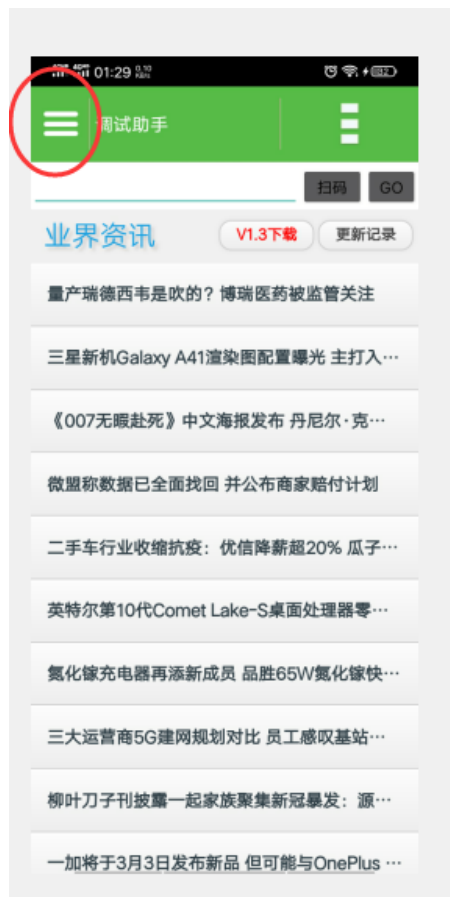 01:29
调试助手
扫码 GO
业界资讯 V1.3下载 更新记录
量产瑞德西韦是吹的？博瑞医药被监管关注
三星新机Galaxy A41渲染图配置曝光 主打入…
《007无暇赴死》中文海报发布 丹尼尔·克…
微盟称数据已全面找回 并公布商家赔付计划
二手车行业收缩抗疫：优信降薪超20% 瓜子…
英特尔第10代Comet Lake-S桌面处理器零…
氮化镓充电器再添新成员 品胜65W氮化镓快…
三大运营商5G建网规划对比 员工感叹基站…
柳叶刀子刊披露一起家族聚集新冠暴发：源…
一加将于3月3日发布新品 但可能与OnePlus …